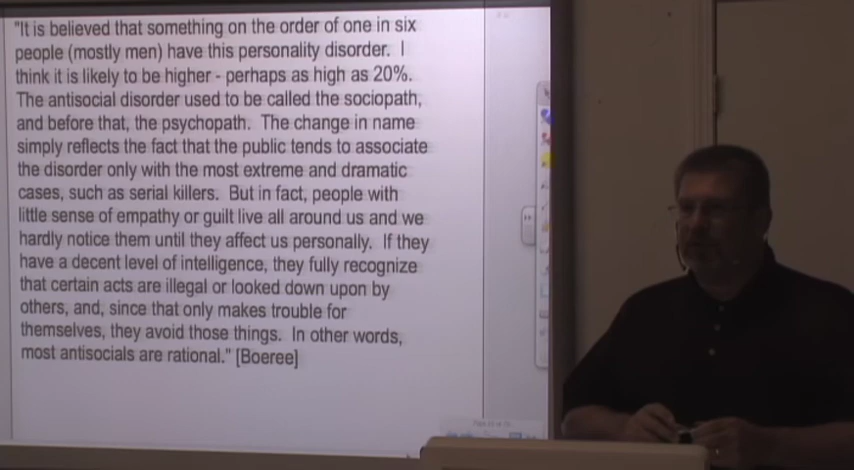 "It is believed that something on the order of one in six
people (mostly men) have this personality disorder.  I
think it is likely to be higher - perhaps as high as 20%.
The antisocial disorder used to be called the sociopath,
and before that, the psychopath.  The change in name
simply reflects the fact that the public tends to associate
the disorder only with the most extreme and dramatic
cases, such as serial killers.  But in fact, people with
little sense of empathy or guilt live all around us and we
hardly notice them until they affect us personally.  If they
have a decent level of intelligence, they fully recognize
that certain acts are illegal or looked down upon by
others, and, since that only makes trouble for
themselves, they avoid those things.  In other words,
most antisocials are rational." [Boeree]